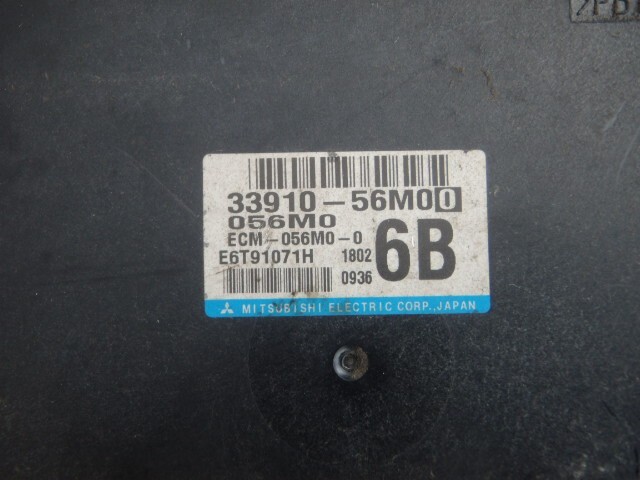 33910-56M00
056M0
ECM-056M0-0
E6T91071H 1802
0936
6B
MITSUBISHI ELECTRIC CORP.,JAPAN